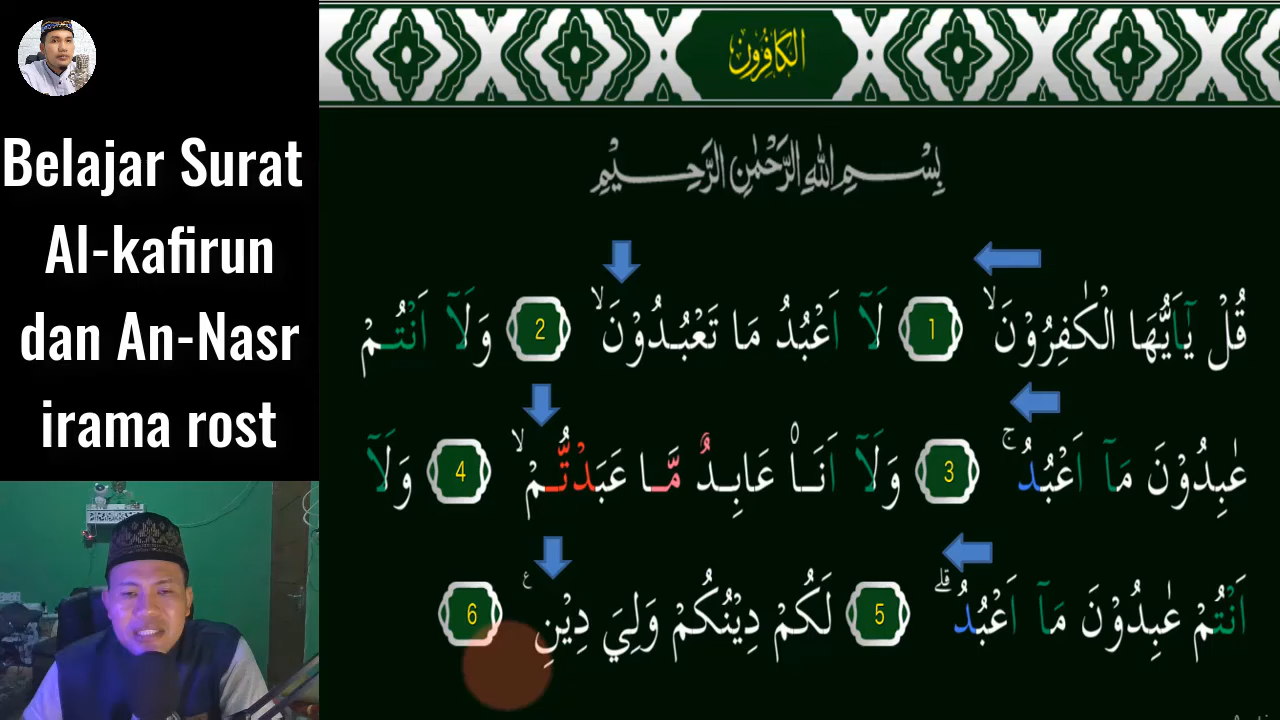 Belajar Surat
Al-kafirun
dan An-Nasr
irama rost
الكافرون
بِسْمِ اللهِ الرَّحْمٰنِ الرَّحِيْمِ
قُلْ يٰٓاَيُّهَا الْكٰفِرُوْنَۙ 1 لَآ اَعْبُدُ مَا تَعْبُدُوْنَۙ 2 وَلَآ اَنْتُمْ
عٰبِدُوْنَ مَآ اَعْبُدُۚ 3 وَلَآ اَنَا۠ عَابِدٌ مَّا عَبَدْتُّمْۙ 4 وَلَآ
اَنْتُمْ عٰبِدُوْنَ مَآ اَعْبُدُۗ 5 لَكُمْ دِيْنُكُمْ وَلِيَ دِيْنِ ࣖ 6